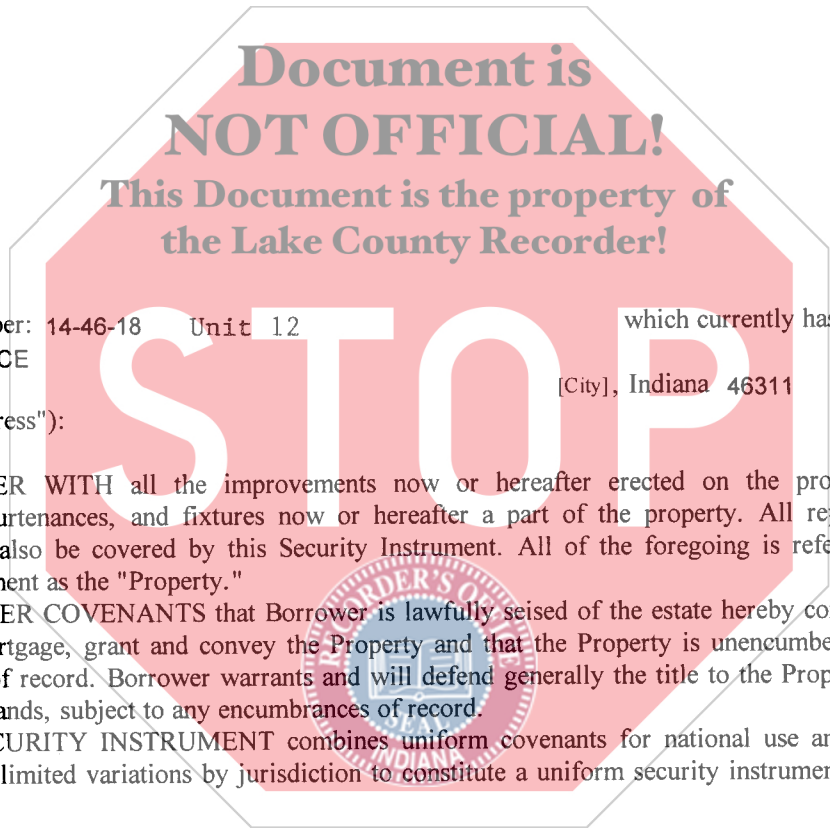 Document is
NOT OFFICIAL!
This Document is the property of
the Lake County Recorder!
STOP
ber: 14-46-18 Unit 12 which currently has
CE
[City], Indiana 46311
ress"):
ER WITH all the improvements now or hereafter erected on the pro
urtenances, and fixtures now or hereafter a part of the property. All rep
also be covered by this Security Instrument. All of the foregoing is refe
ment as the "Property."
ER COVENANTS that Borrower is lawfully seised of the estate hereby co
rtgage, grant and convey the Property and that the Property is unencumbe
f record. Borrower warrants and will defend generally the title to the Prop
ands, subject to any encumbrances of record.
CURITY INSTRUMENT combines uniform covenants for national use an
limited variations by jurisdiction to constitute a uniform security instrumen
RECORDER'S OFFICE
SEAL
INDIANA